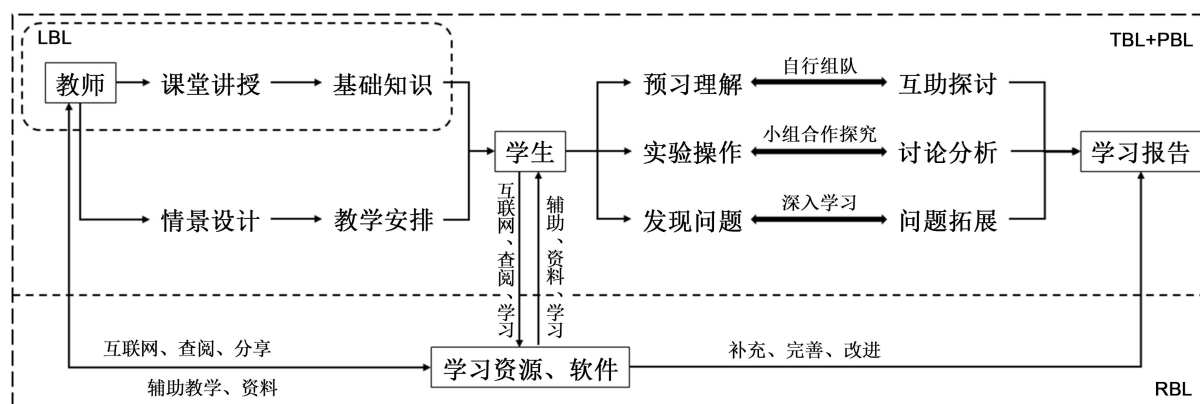 LBL
TBL+PBL
教师
课堂讲授
基础知识
预习理解
自行组队
互助探讨
学生
实验操作
小组合作探究
讨论分析
学习报告
情景设计
教学安排
发现问题
深入学习
问题拓展
互联网、查阅、学习
辅助、资料、学习
互联网、查阅、分享
辅助教学、资料
学习资源、软件
补充、完善、改进
RBL